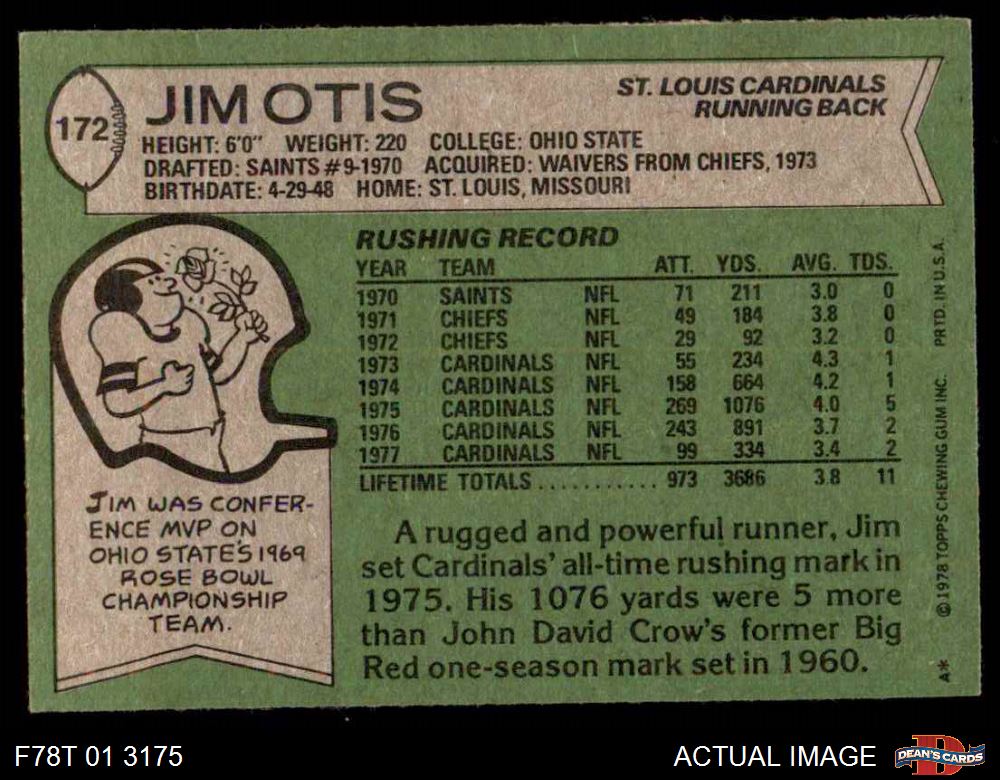 172
JIM OTIS
ST. LOUIS CARDINALS
RUNNING BACK
HEIGHT: 6'0" WEIGHT: 220 COLLEGE: OHIO STATE
DRAFTED: SAINTS #9-1970 ACQUIRED: WAIVERS FROM CHIEFS, 1973
BIRTHDATE: 4-29-48 HOME: ST. LOUIS, MISSOURI
RUSHING RECORD
YEAR TEAM ATT. YDS. AVG. TDS.
1970 SAINTS NFL 71 211 3.0 0
1971 CHIEFS NFL 49 184 3.8 0
1972 CHIEFS NFL 29 92 3.2 0
1973 CARDINALS NFL 55 234 4.3 1
1974 CARDINALS NFL 158 664 4.2 1
1975 CARDINALS NFL 269 1076 4.0 5
1976 CARDINALS NFL 243 891 3.7 2
1977 CARDINALS NFL 99 334 3.4 2
LIFETIME TOTALS............ 973 3686 3.8 11
JIM WAS CONFER-
ENCE MVP ON
OHIO STATE'S 1969
ROSE BOWL
CHAMPIONSHIP
TEAM.
A rugged and powerful runner, Jim
set Cardinals' all-time rushing mark in
1975. His 1076 yards were 5 more
than John David Crow's former Big
Red one-season mark set in 1960.
A* © 1978 TOPPS CHEWING GUM INC. PRTD. IN U.S.A.
F78T 01 3175
ACTUAL IMAGE
D
DEAN'S CARDS